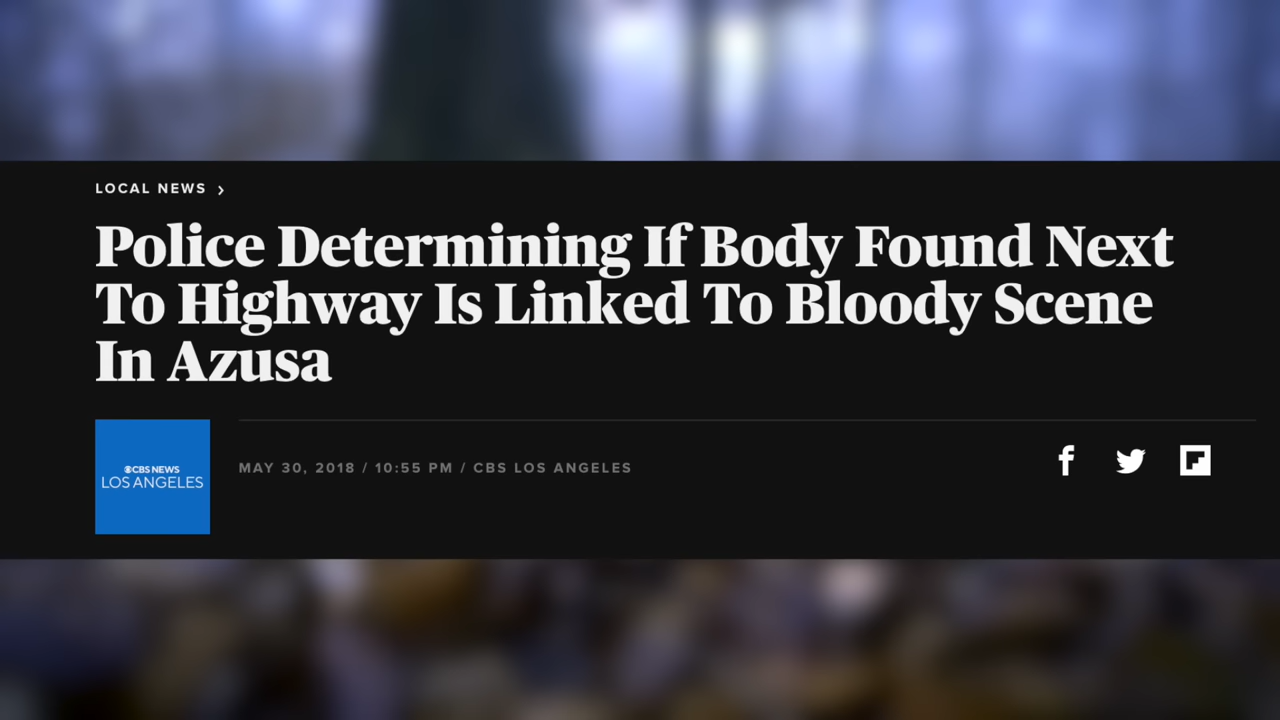 LOCAL NEWS >
Police Determining If Body Found Next
To Highway Is Linked To Bloody Scene
In Azusa
CBS NEWS
LOS ANGELES
MAY 30, 2018 / 10:55 PM / CBS LOS ANGELES